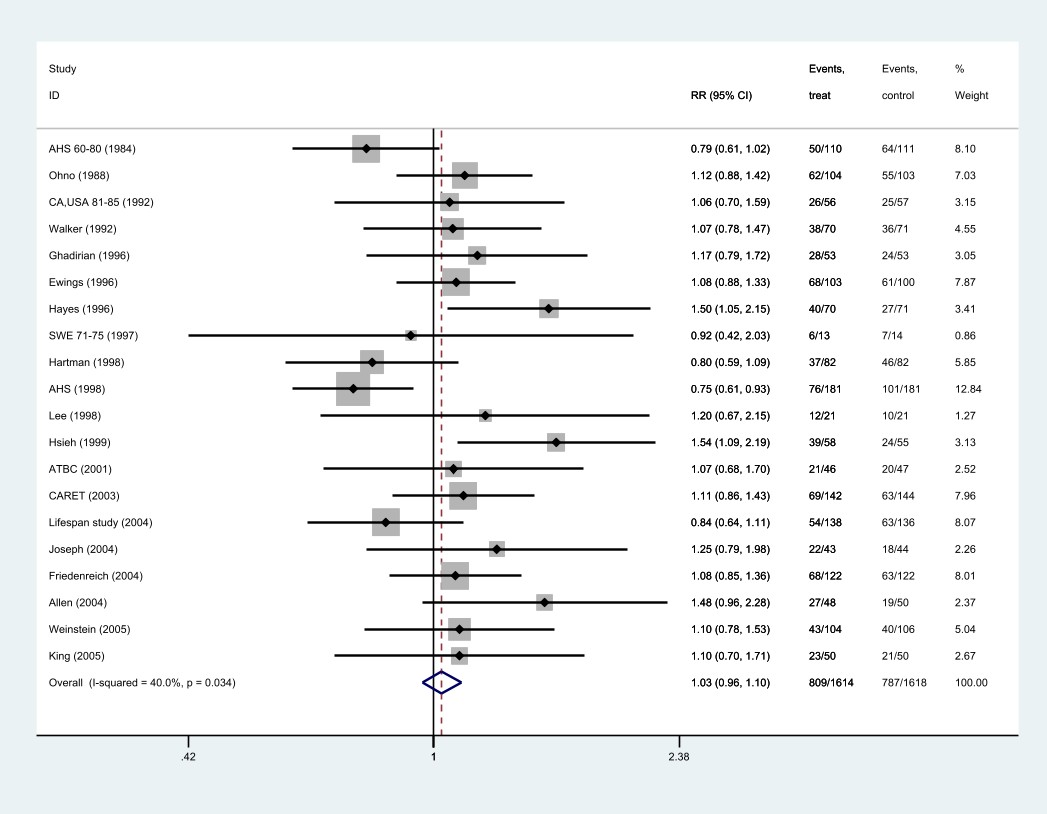 Study Events, Events, %
ID RR (95% CI) treat control Weight
AHS 60-80 (1984) 0.79 (0.61, 1.02) 50/110 64/111 8.10
Ohno (1988) 1.12 (0.88, 1.42) 62/104 55/103 7.03
CA,USA 81-85 (1992) 1.06 (0.70, 1.59) 26/56 25/57 3.15
Walker (1992) 1.07 (0.78, 1.47) 38/70 36/71 4.55
Ghadirian (1996) 1.17 (0.79, 1.72) 28/53 24/53 3.05
Ewings (1996) 1.08 (0.88, 1.33) 68/103 61/100 7.87
Hayes (1996) 1.50 (1.05, 2.15) 40/70 27/71 3.41
SWE 71-75 (1997) 0.92 (0.42, 2.03) 6/13 7/14 0.86
Hartman (1998) 0.80 (0.59, 1.09) 37/82 46/82 5.85
AHS (1998) 0.75 (0.61, 0.93) 76/181 101/181 12.84
Lee (1998) 1.20 (0.67, 2.15) 12/21 10/21 1.27
Hsieh (1999) 1.54 (1.09, 2.19) 39/58 24/55 3.13
ATBC (2001) 1.07 (0.68, 1.70) 21/46 20/47 2.52
CARET (2003) 1.11 (0.86, 1.43) 69/142 63/144 7.96
Lifespan study (2004) 0.84 (0.64, 1.11) 54/138 63/136 8.07
Joseph (2004) 1.25 (0.79, 1.98) 22/43 18/44 2.26
Friedenreich (2004) 1.08 (0.85, 1.36) 68/122 63/122 8.01
Allen (2004) 1.48 (0.96, 2.28) 27/48 19/50 2.37
Weinstein (2005) 1.10 (0.78, 1.53) 43/104 40/106 5.04
King (2005) 1.10 (0.70, 1.71) 23/50 21/50 2.67
Overall (I-squared = 40.0%, p = 0.034) 1.03 (0.96, 1.10) 809/1614 787/1618 100.00
.42 1 2.38